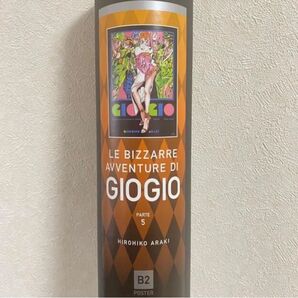 GIOGIO
LE BIZZARRE
AVVENTURE DI
GIOGIO
PARTE
5
HIROHIKO ARAKI
B2
POSTER